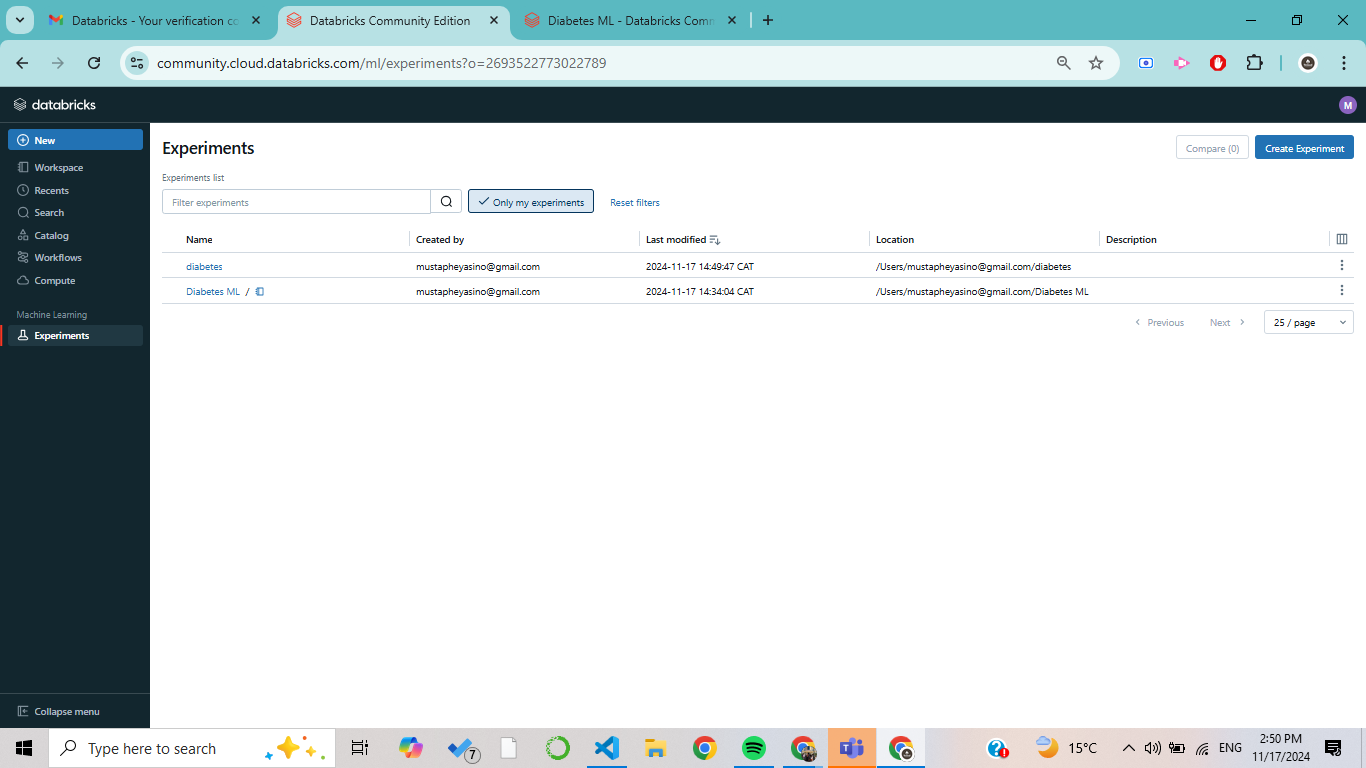 Databricks - Your verification co
Databricks Community Edition
Diabetes ML - Databricks Comm
community.cloud.databricks.com/ml/experiments?o=2693522773022789
databricks
M
New
Workspace
Recents
Search
Catalog
Workflows
Compute
Machine Learning
Experiments
Collapse menu
Experiments
Compare (0)
Create Experiment
Experiments list
Filter experiments
Only my experiments
Reset filters
Name Created by Last modified Location Description
diabetes mustapheyasino@gmail.com 2024-11-17 14:49:47 CAT /Users/mustapheyasino@gmail.com/diabetes
Diabetes ML / mustapheyasino@gmail.com 2024-11-17 14:34:04 CAT /Users/mustapheyasino@gmail.com/Diabetes ML
Previous Next 25 / page
Type here to search
7
15°C
ENG
2:50 PM
11/17/2024